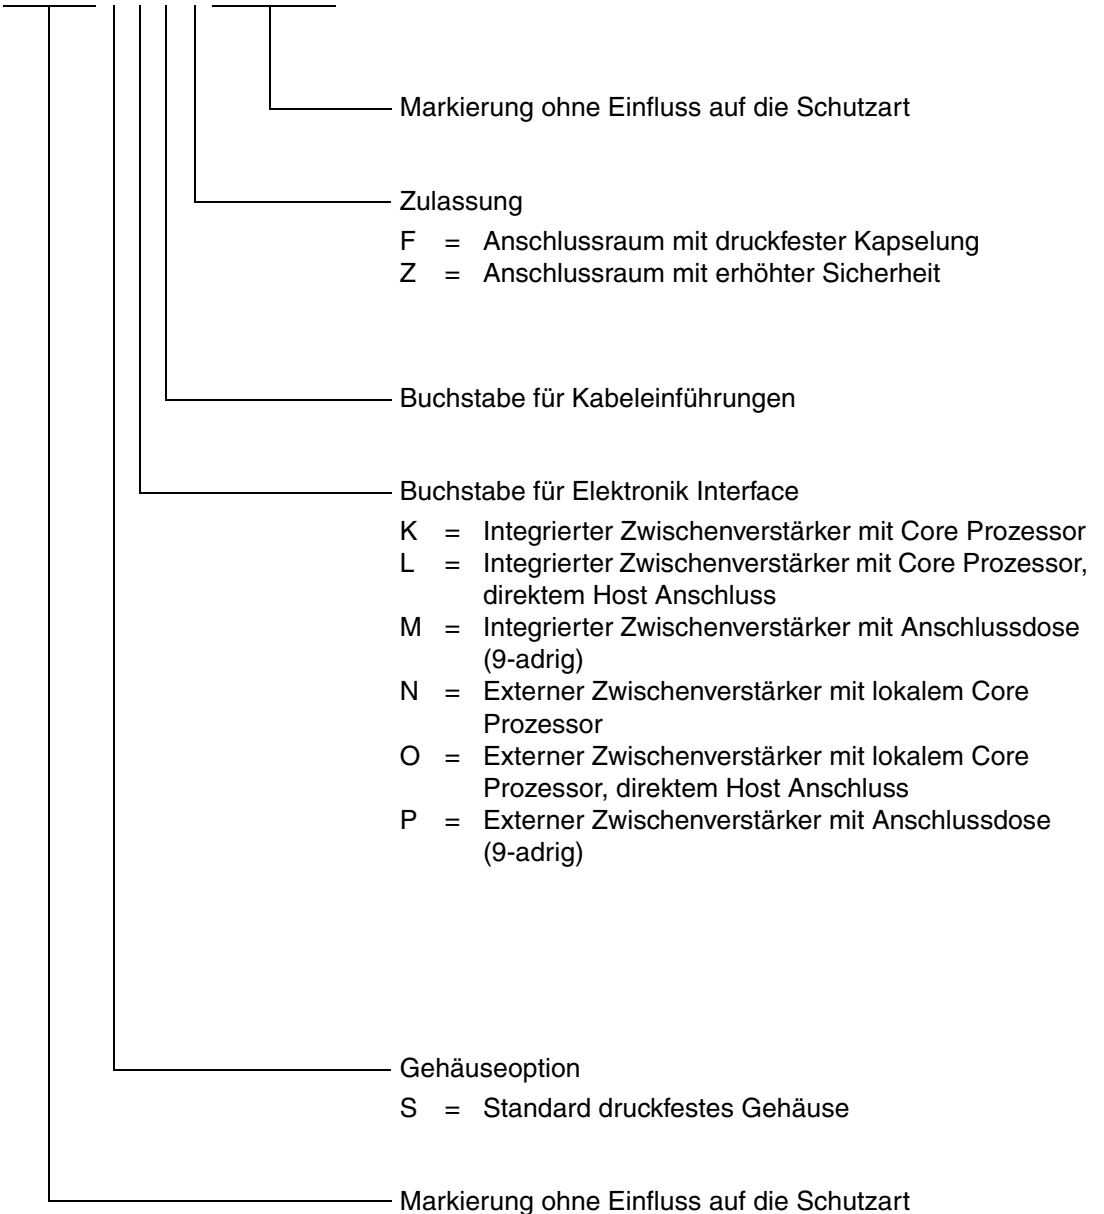 Markierung ohne Einfluss auf die Schutzart
Zulassung
F = Anschlussraum mit druckfester Kapselung
Z = Anschlussraum mit erhöhter Sicherheit
Buchstabe für Kabeleinführungen
Buchstabe für Elektronik Interface
K = Integrierter Zwischenverstärker mit Core Prozessor
L = Integrierter Zwischenverstärker mit Core Prozessor,
direktem Host Anschluss
M = Integrierter Zwischenverstärker mit Anschlussdose
(9-adrig)
N = Externer Zwischenverstärker mit lokalem Core
Prozessor
O = Externer Zwischenverstärker mit lokalem Core
Prozessor, direktem Host Anschluss
P = Externer Zwischenverstärker mit Anschlussdose
(9-adrig)
Gehäuseoption
S = Standard druckfestes Gehäuse
Markierung ohne Einfluss auf die Schutzart